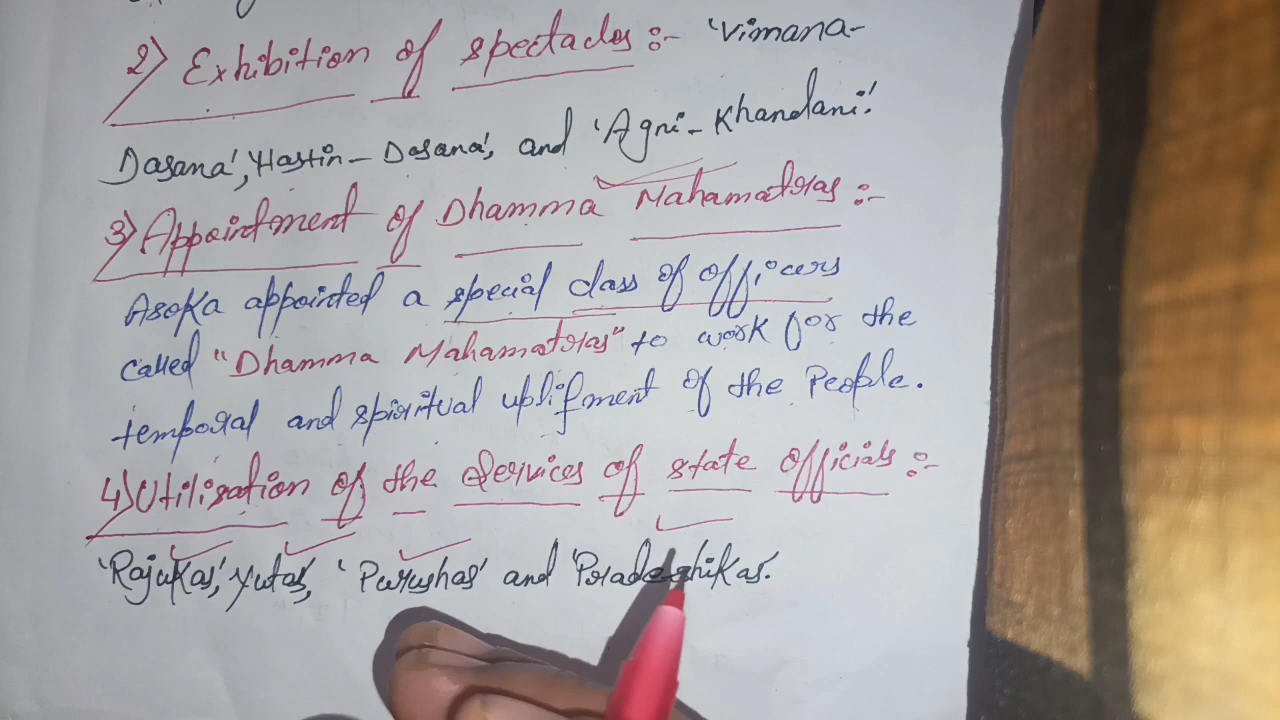 2) Exhibition of spectacles :- 'Vimana-
Dasana', 'Hastin-Dasana', and 'Agni-Khandani'.
3) Appointment of Dhamma Mahamatras :-
Asoka appointed a special class of officers
called "Dhamma Mahamatras" to work for the
temporal and spiritual upliftment of the People.
4) Utilisation of the Services of state Officials :-
'Rajukas', 'Yutas', 'Purushas' and 'Pradeshikas'.